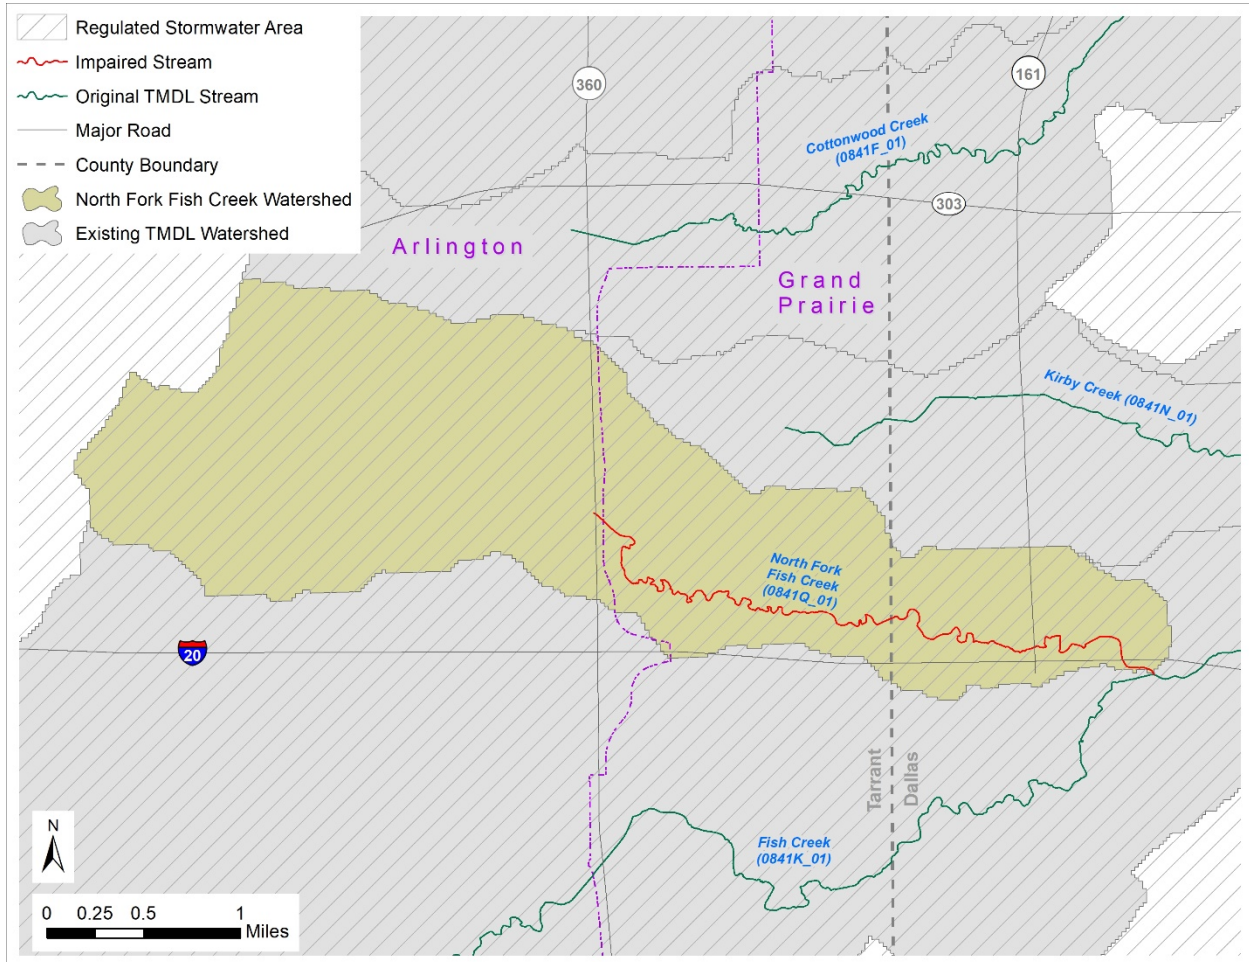 Regulated Stormwater Area
Impaired Stream
Original TMDL Stream
Major Road
County Boundary
North Fork Fish Creek Watershed
Existing TMDL Watershed
360
161
Cottonwood Creek
(0841F_01)
303
Arlington
Grand
Prairie
Kirby Creek (0841N_01)
North Fork
Fish Creek
(0841Q_01)
20
Tarrant
Dallas
Fish Creek
(0841K_01)
N
0 0.25 0.5 1
Miles